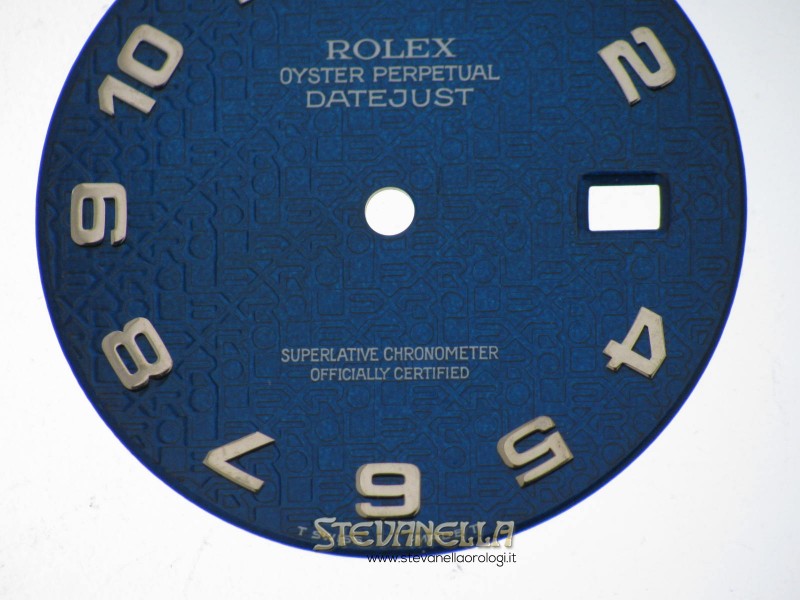 ROLEX
OYSTER PERPETUAL
DATEJUST
10
2
9
8
4
7
5
6
SUPERLATIVE CHRONOMETER
OFFICIALLY CERTIFIED
STEVANELLA
www.stevanellaorologi.it